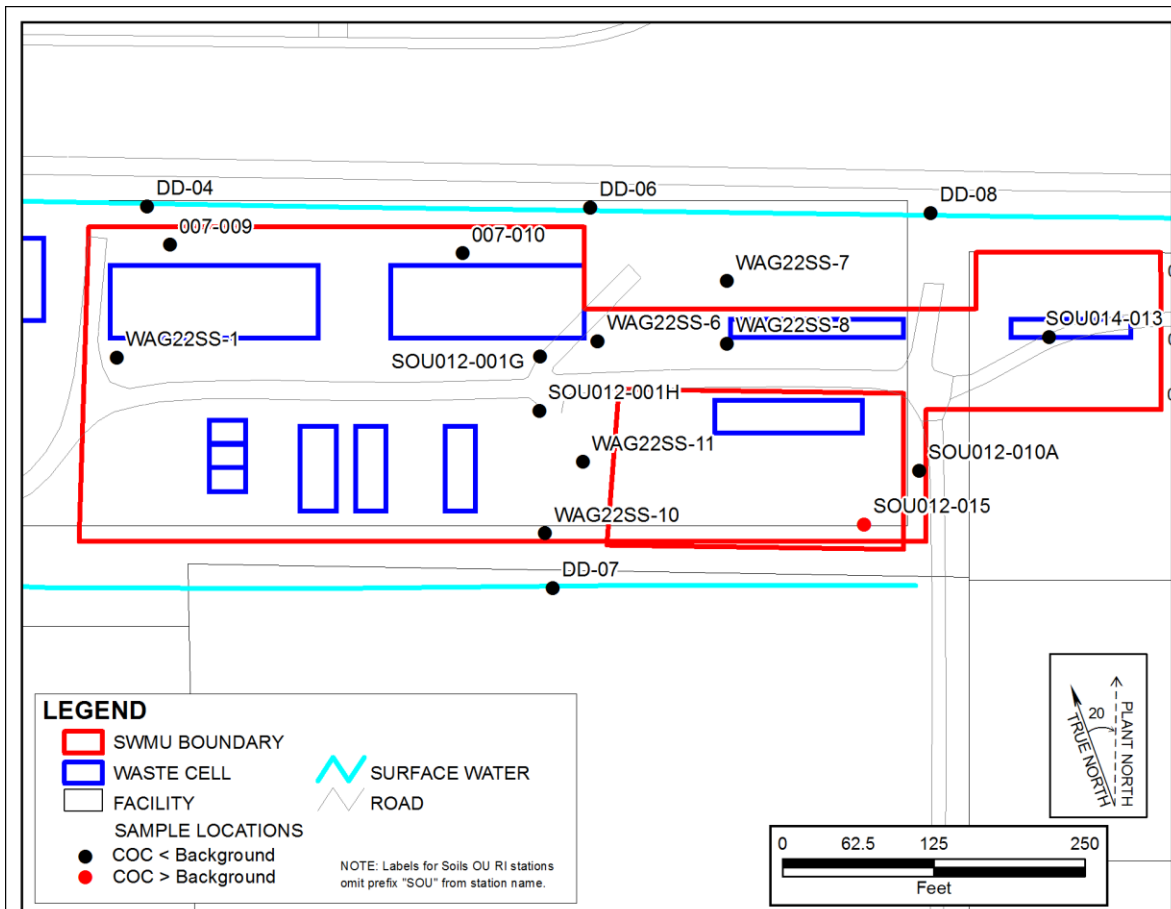 DD-04
DD-06
DD-08
007-009
007-010
WAG22SS-7
WAG22SS-6
WAG22SS-8
SOU014-013
WAG22SS-1
SOU012-001G
SOU012-001H
WAG22SS-11
SOU012-010A
SOU012-015
WAG22SS-10
DD-07
LEGEND
SWMU BOUNDARY
WASTE CELL
SURFACE WATER
FACILITY
ROAD
SAMPLE LOCATIONS
COC < Background
COC > Background
NOTE: Labels for Soils OU RI stations
omit prefix "SOU" from station name.
20
TRUE NORTH
PLANT NORTH
0 62.5 125 250
Feet